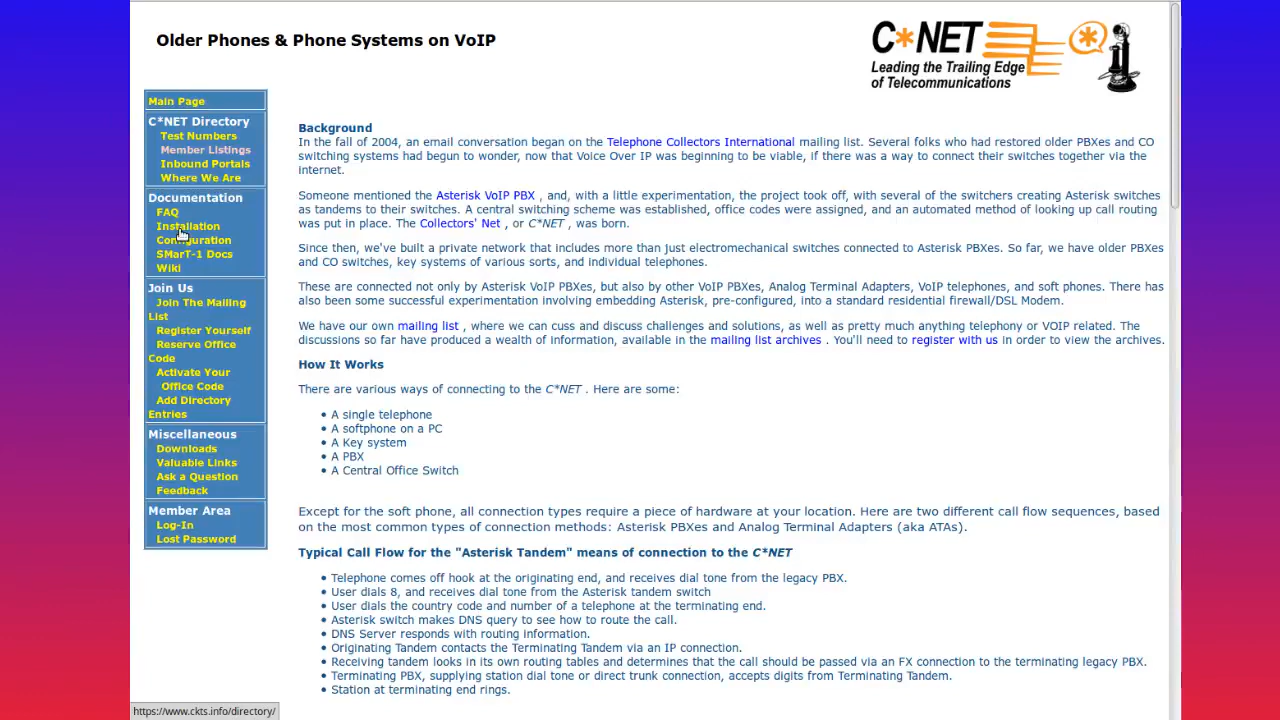 Older Phones & Phone Systems on VoIP
C*NET
Leading the Trailing Edge
of Telecommunications
Main Page
C*NET Directory
Test Numbers
Member Listings
Inbound Portals
Where We Are
Documentation
FAQ
Installation
Configuration
SMarT-1 Docs
Wiki
Join Us
Join The Mailing
List
Register Yourself
Reserve Office
Code
Activate Your
Office Code
Add Directory
Entries
Miscellaneous
Downloads
Valuable Links
Ask a Question
Feedback
Member Area
Log-In
Lost Password
Background
In the fall of 2004, an email conversation began on the Telephone Collectors International mailing list. Several folks who had restored older PBXes and CO
switching systems had begun to wonder, now that Voice Over IP was beginning to be viable, if there was a way to connect their switches together via the
Internet.
Someone mentioned the Asterisk VoIP PBX , and, with a little experimentation, the project took off, with several of the switchers creating Asterisk switches
as tandems to their switches. A central switching scheme was established, office codes were assigned, and an automated method of looking up call routing
was put in place. The Collectors' Net , or C*NET , was born.
Since then, we've built a private network that includes more than just electromechanical switches connected to Asterisk PBXes. So far, we have older PBXes
and CO switches, key systems of various sorts, and individual telephones.
These are connected not only by Asterisk VoIP PBXes, but also by other VoIP PBXes, Analog Terminal Adapters, VoIP telephones, and soft phones. There has
also been some successful experimentation involving embedding Asterisk, pre-configured, into a standard residential firewall/DSL Modem.
We have our own mailing list , where we can cuss and discuss challenges and solutions, as well as pretty much anything telephony or VOIP related. The
discussions so far have produced a wealth of information, available in the mailing list archives . You'll need to register with us in order to view the archives.
How It Works
There are various ways of connecting to the C*NET . Here are some:
• A single telephone
• A softphone on a PC
• A Key system
• A PBX
• A Central Office Switch
Except for the soft phone, all connection types require a piece of hardware at your location. Here are two different call flow sequences, based
on the most common types of connection methods: Asterisk PBXes and Analog Terminal Adapters (aka ATAs).
Typical Call Flow for the "Asterisk Tandem" means of connection to the C*NET
• Telephone comes off hook at the originating end, and receives dial tone from the legacy PBX.
• User dials 8, and receives dial tone from the Asterisk tandem switch
• User dials the country code and number of a telephone at the terminating end.
• Asterisk switch makes DNS query to see how to route the call.
• DNS Server responds with routing information.
• Originating Tandem contacts the Terminating Tandem via an IP connection.
• Receiving tandem looks in its own routing tables and determines that the call should be passed via an FX connection to the terminating legacy PBX.
• Terminating PBX, supplying station dial tone or direct trunk connection, accepts digits from Terminating Tandem.
• Station at terminating end rings.
https://www.ckts.info/directory/